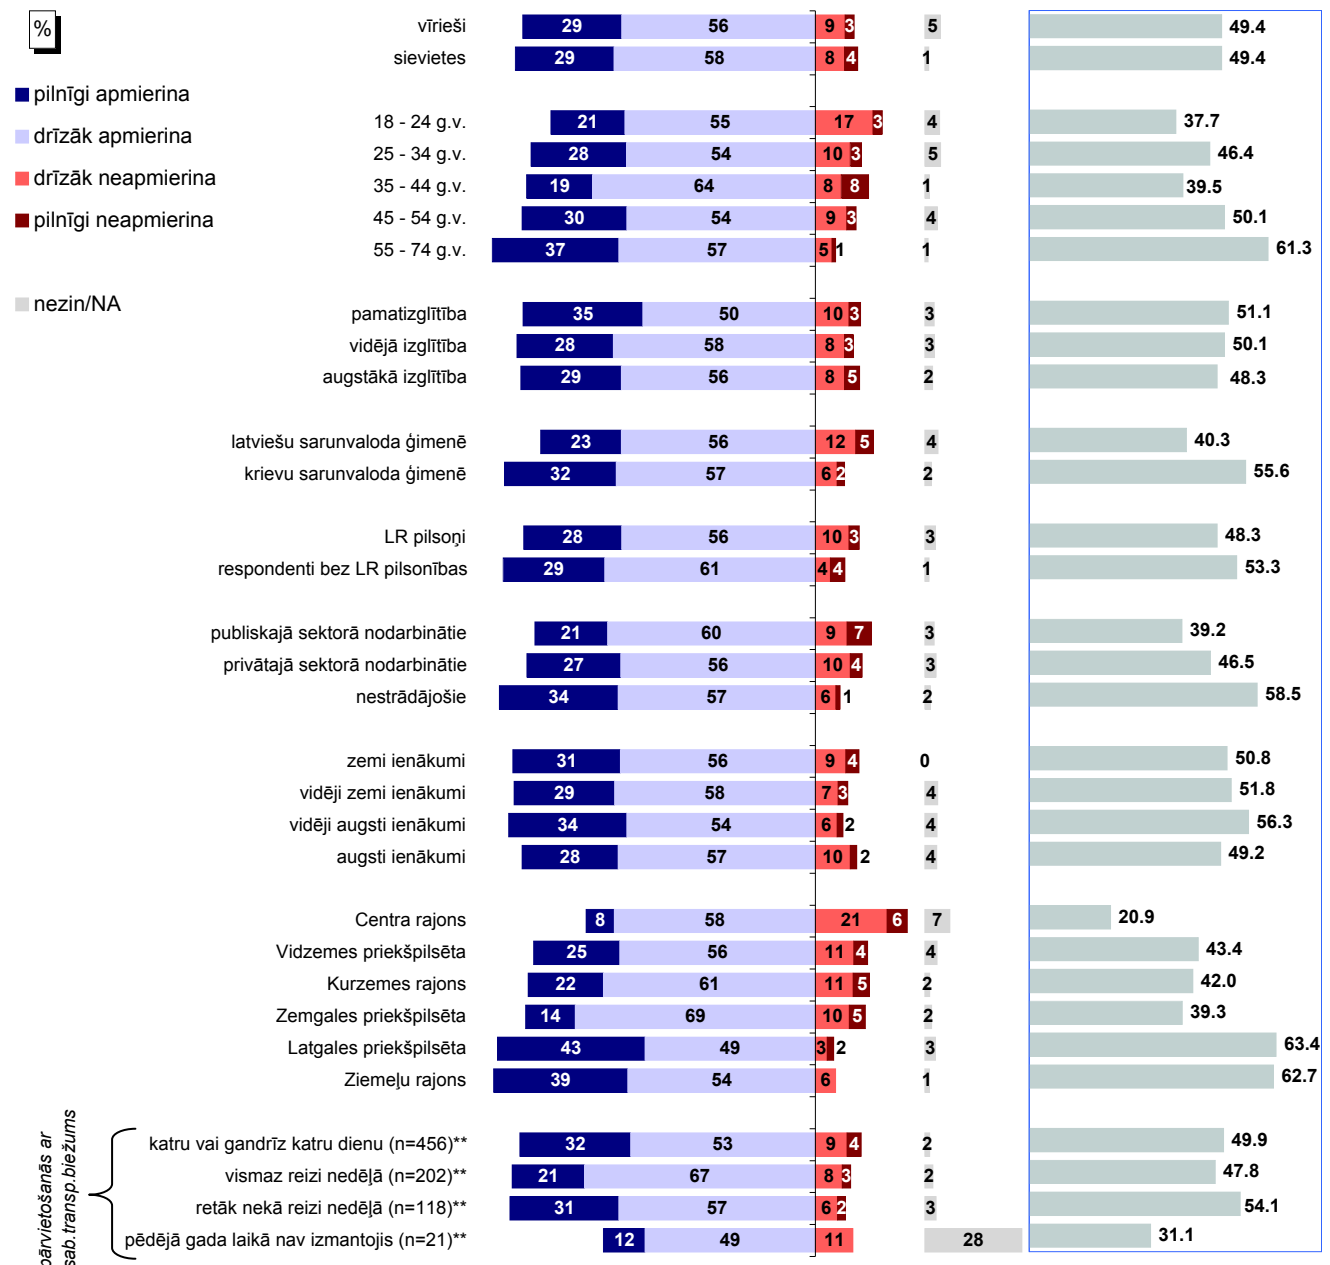 %
pilnīgi apmierina
drīzāk apmierina
drīzāk neapmierina
pilnīgi neapmierina
nezin/NA
vīrieši 29 56 9 3 5 49.4
sievietes 29 58 8 4 1 49.4
18 - 24 g.v. 21 55 17 3 4 37.7
25 - 34 g.v. 28 54 10 3 5 46.4
35 - 44 g.v. 19 64 8 8 1 39.5
45 - 54 g.v. 30 54 9 3 4 50.1
55 - 74 g.v. 37 57 5 1 1 61.3
pamatizglītība 35 50 10 3 3 51.1
vidējā izglītība 28 58 8 3 3 50.1
augstākā izglītība 29 56 8 5 2 48.3
latviešu sarunvaloda ģimenē 23 56 12 5 4 40.3
krievu sarunvaloda ģimenē 32 57 6 2 2 55.6
LR pilsoņi 28 56 10 3 3 48.3
respondenti bez LR pilsonības 29 61 4 4 1 53.3
publiskajā sektorā nodarbinātie 21 60 9 7 3 39.2
privātajā sektorā nodarbinātie 27 56 10 4 3 46.5
nestrādājošie 34 57 6 1 2 58.5
zemi ienākumi 31 56 9 4 0 50.8
vidēji zemi ienākumi 29 58 7 3 4 51.8
vidēji augsti ienākumi 34 54 6 2 4 56.3
augsti ienākumi 28 57 10 2 4 49.2
Centra rajons 8 58 21 6 7 20.9
Vidzemes priekšpilsēta 25 56 11 4 4 43.4
Kurzemes rajons 22 61 11 5 2 42.0
Zemgales priekšpilsēta 14 69 10 5 2 39.3
Latgales priekšpilsēta 43 49 3 2 3 63.4
Ziemeļu rajons 39 54 6 1 62.7
pārvietošanās ar
sab.transp.biežums
katru vai gandrīz katru dienu (n=456)** 32 53 9 4 2 49.9
vismaz reizi nedēļā (n=202)** 21 67 8 3 2 47.8
retāk nekā reizi nedēļā (n=118)** 31 57 6 2 3 54.1
pēdējā gada laikā nav izmantojis (n=21)** 12 49 11 28 31.1